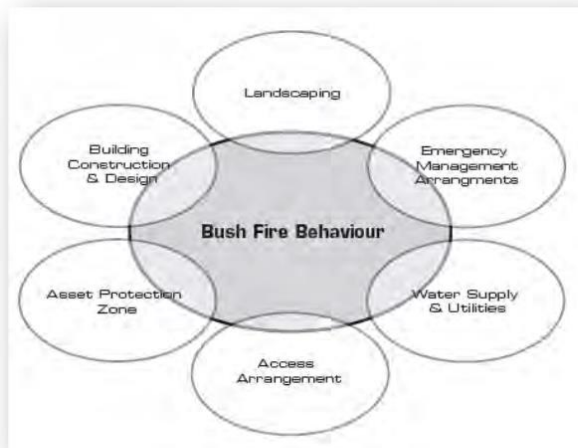 Landscaping
Building
Construction
& Design
Emergency
Management
Arrangments
Bush Fire Behaviour
Asset Protection
Zone
Water Supply
& Utilities
Access
Arrangement